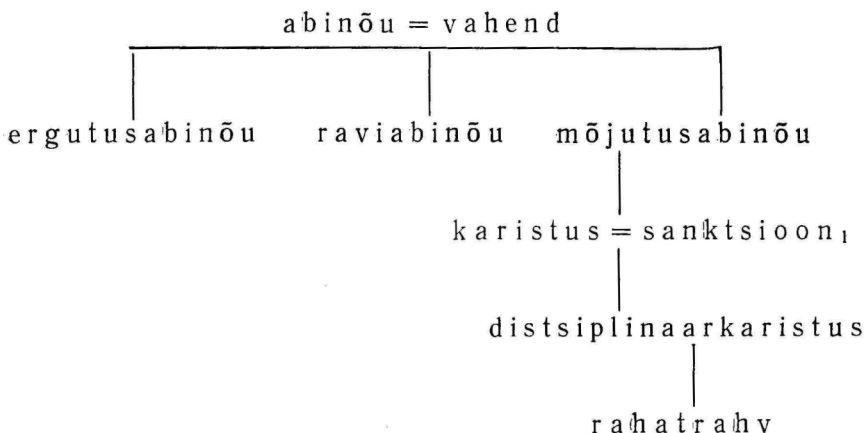 abinõu = vahend
ergutusabinõu raviabinõu mõjutusabinõu
karistus = sanktsioon₁
distsiplinaarkaristus
rahatrahv